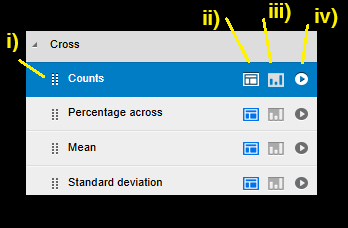 ii) iii) iv)
i) Cross
Counts
Percentage across
Mean
Standard deviation